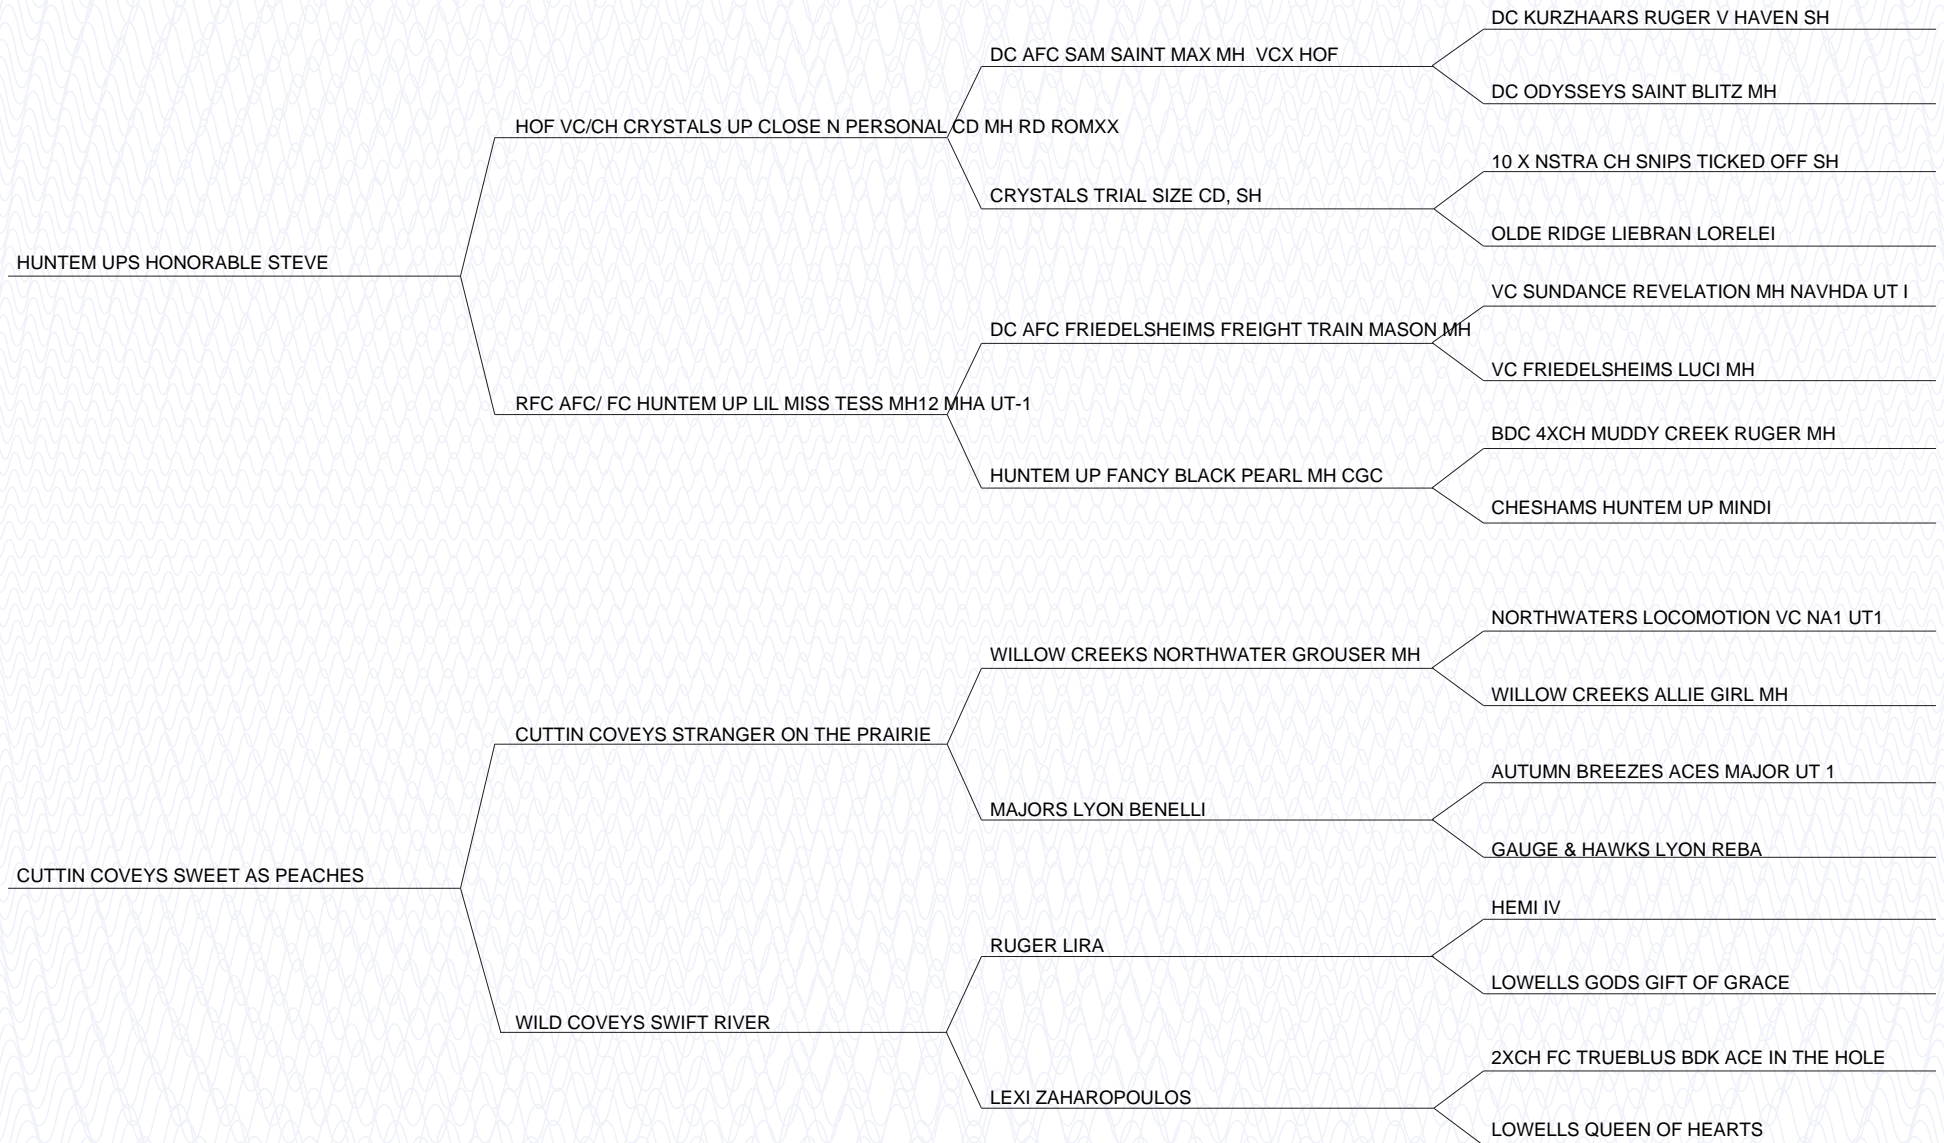 DC KURZHAARS RUGER V HAVEN SH
DC AFC SAM SAINT MAX MH  VCX HOF
DC ODYSSEYS SAINT BLITZ MH
HOF VC/CH CRYSTALS UP CLOSE N PERSONAL CD MH RD ROMXX
10 X NSTRA CH SNIPS TICKED OFF SH
CRYSTALS TRIAL SIZE CD, SH
OLDE RIDGE LIEBRAN LORELEI
HUNTEM UPS HONORABLE STEVE
VC SUNDANCE REVELATION MH NAVHDA UT I
DC AFC FRIEDELSHEIMS FREIGHT TRAIN MASON MH
VC FRIEDELSHEIMS LUCI MH
RFC AFC/ FC HUNTEM UP LIL MISS TESS MH12 MHA UT-1
BDC 4XCH MUDDY CREEK RUGER MH
HUNTEM UP FANCY BLACK PEARL MH CGC
CHESHAMS HUNTEM UP MINDI
NORTHWATERS LOCOMOTION VC NA1 UT1
WILLOW CREEKS NORTHWATER GROUSER MH
WILLOW CREEKS ALLIE GIRL MH
CUTTIN COVEYS STRANGER ON THE PRAIRIE
AUTUMN BREEZES ACES MAJOR UT 1
MAJORS LYON BENELLI
GAUGE & HAWKS LYON REBA
CUTTIN COVEYS SWEET AS PEACHES
HEMI IV
RUGER LIRA
LOWELLS GODS GIFT OF GRACE
WILD COVEYS SWIFT RIVER
2XCH FC TRUEBLUS BDK ACE IN THE HOLE
LEXI ZAHAROPOULOS
LOWELLS QUEEN OF HEARTS